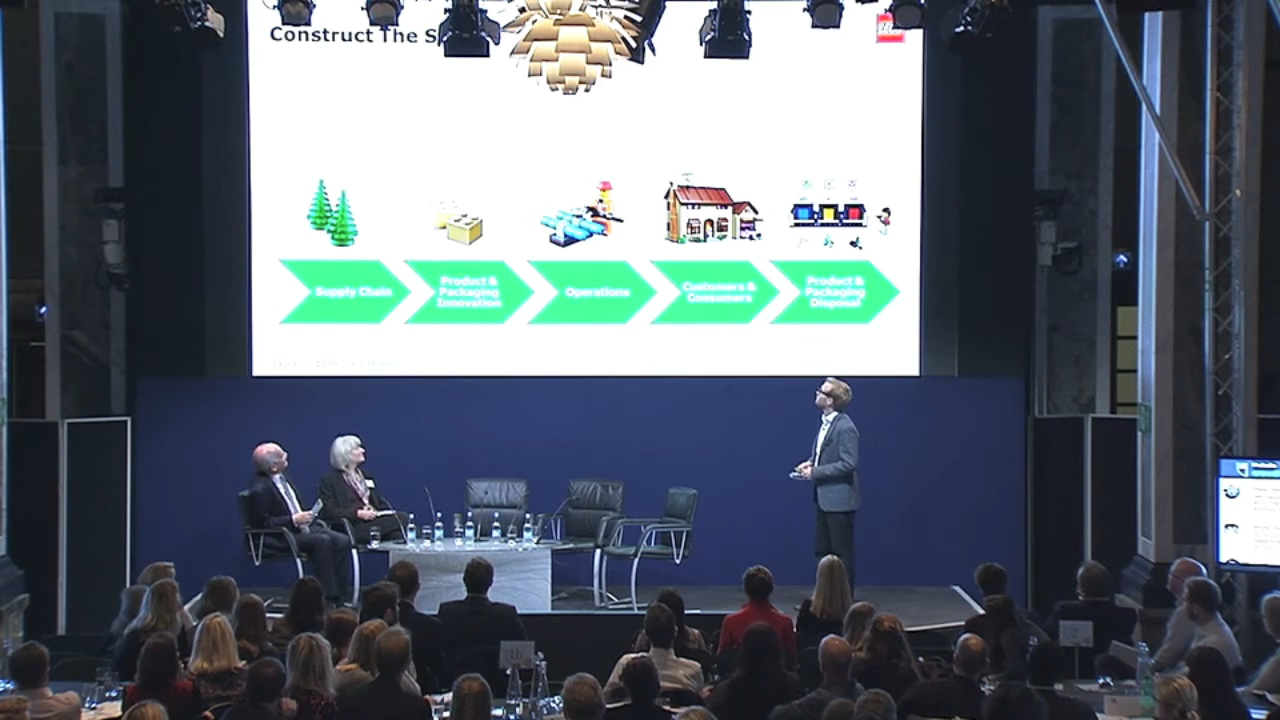 Construct The S
Supply Chain
Product &
Packaging
Innovation
Operations
Customers &
Consumers
Product &
Packaging
Disposal